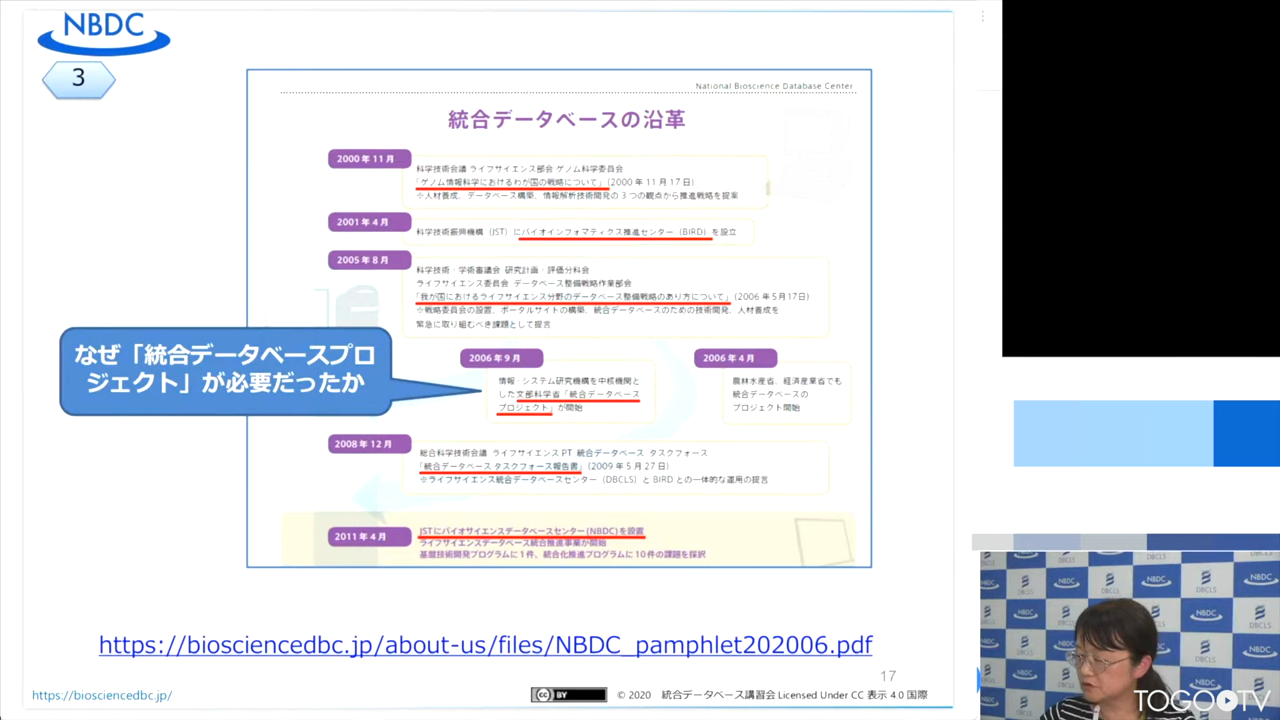 NBDC
3
National Bioscience Database Center
統合データベースの沿革
2000年11月
科学技術会議 ライフサイエンス部会 ゲノム科学委員会
「ゲノム情報科学におけるわが国の戦略について」(2000年11月17日)
※人材養成、データベース構築、情報解析技術開発の3つの観点から推進戦略を提案
2001年4月
科学技術振興機構(JST)にバイオインフォマティクス推進センター(BIRD)を設立
2005年8月
科学技術・学術審議会 研究計画・評価分科会
ライフサイエンス委員会 データベース整備戦略作業部会
「我が国におけるライフサイエンス分野のデータベース整備戦略のあり方について」(2006年5月17日)
※戦略委員会の設置、ポータルサイトの構築、統合データベースのための技術開発、人材養成を
緊急に取り組むべき課題として提言
なぜ「統合データベースプロ
ジェクト」が必要だったか
2006年9月
情報・システム研究機構を中核機関と
した文部科学省「統合データベース
プロジェクト」が開始
2006年4月
農林水産省、経済産業省でも
統合データベースの
プロジェクト開始
2008年12月
総合科学技術会議 ライフサイエンスPT 統合データベース タスクフォース
「統合データベース タスクフォース報告書」(2009年5月27日)
※ライフサイエンス統合データベースセンター(DBCLS)とBIRDとの一体的な運用の提言
2011年4月
JSTにバイオサイエンスデータベースセンター(NBDC)を設置
ライフサイエンスデータベース統合推進事業が開始
基盤技術開発プログラムに1件、統合化推進プログラムに10件の課題を採択
https://biosciencedbc.jp/about-us/files/NBDC_pamphlet202006.pdf
17
https://biosciencedbc.jp/
CC BY
© 2020 統合データベース講習会 Licensed Under CC 表示 4.0 国際
NBDC
DBCLS
TOGOTV